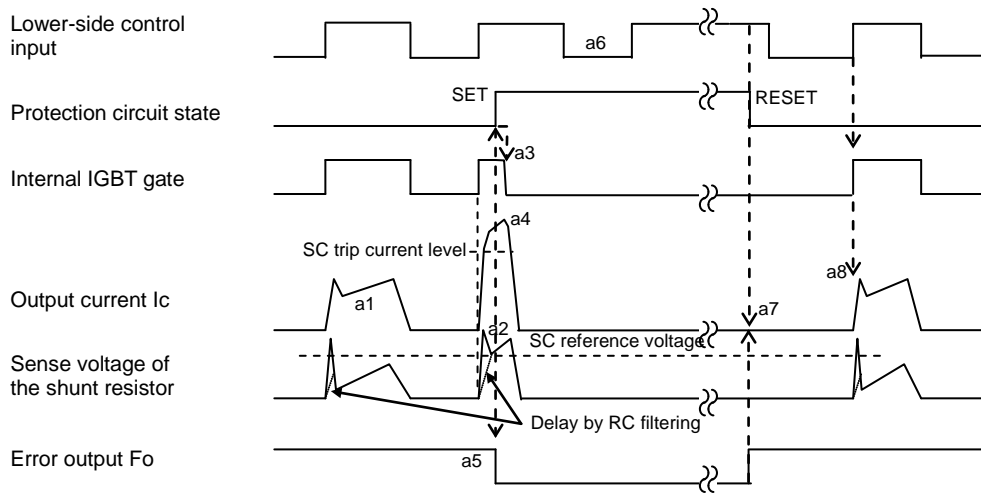 Lower-side control
input
a6
SET
RESET
Protection circuit state
a3
Internal IGBT gate
a4
SC trip current level
a8
Output current Ic
a1
a7
a2
SC reference voltage
Sense voltage of
the shunt resistor
Delay by RC filtering
Error output Fo
a5